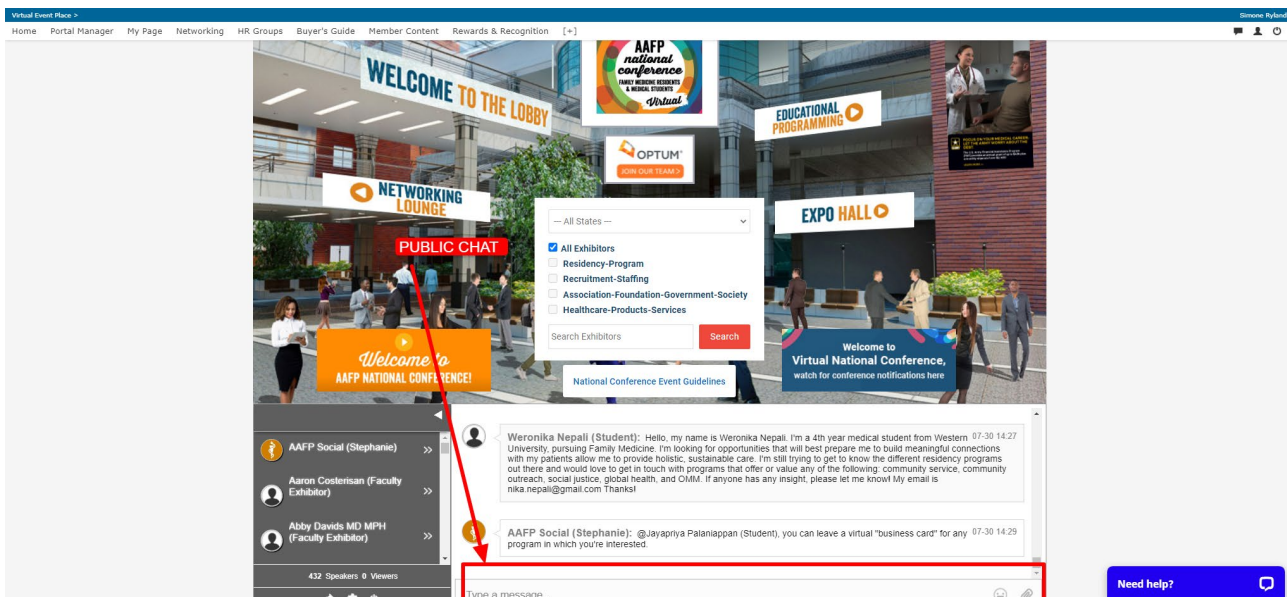 Virtual Event Place >
Simone Ryland
Home Portal Manager My Page Networking HR Groups Buyer's Guide Member Content Rewards & Recognition [+]
WELCOME TO THE LOBBY
AAFP
national
conference
FAMILY MEDICINE RESIDENTS
& MEDICAL STUDENTS
Virtual
EDUCATIONAL
PROGRAMMING
OPTUM
JOIN OUR TEAM >
NETWORKING
LOUNGE
EXPO HALL
PUBLIC CHAT
— All States —
All Exhibitors
Residency-Program
Recruitment-Staffing
Association-Foundation-Government-Society
Healthcare-Products-Services
Search Exhibitors
Search
Welcome to
AAFP NATIONAL CONFERENCE!
Welcome to
Virtual National Conference,
watch for conference notifications here
National Conference Event Guidelines
AAFP Social (Stephanie)
Aaron Costerisan (Faculty
Exhibitor)
Abby Davids MD MPH
(Faculty Exhibitor)
432 Speakers 0 Viewers
Weronika Nepali (Student): Hello, my name is Weronika Nepali. I'm a 4th year medical student from Western 07-30 14:27
University, pursuing Family Medicine. I'm looking for opportunities that will best prepare me to build meaningful connections
with my patients allow me to provide holistic, sustainable care. I'm still trying to get to know the different residency programs
out there and would love to get in touch with programs that offer or value any of the following: community service, community
outreach, social justice, global health, and OMM. If anyone has any insight, please let me know! My email is
nika.nepali@gmail.com Thanks!
AAFP Social (Stephanie): @Jayapriya Palaniappan (Student), you can leave a virtual "business card" for any 07-30 14:29
program in which you're interested.
Type a message
Need help?